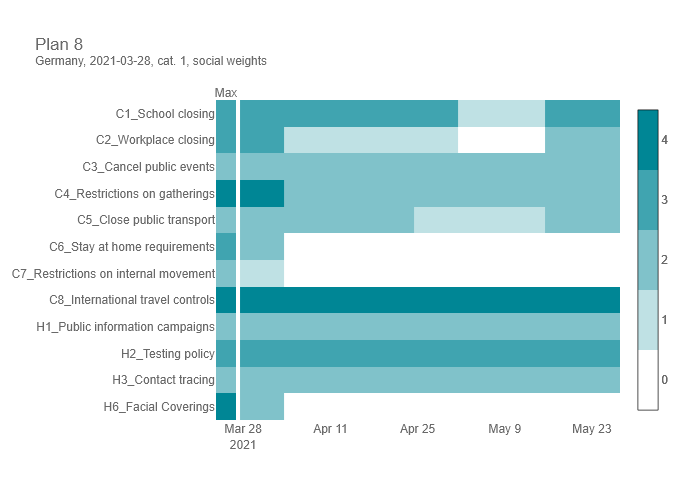 Plan 8
Germany, 2021-03-28, cat. 1, social weights
Max
C1_School closing
C2_Workplace closing
C3_Cancel public events
C4_Restrictions on gatherings
C5_Close public transport
C6_Stay at home requirements
C7_Restrictions on internal movement
C8_International travel controls
H1_Public information campaigns
H2_Testing policy
H3_Contact tracing
H6_Facial Coverings
Mar 28 Apr 11 Apr 25 May 9 May 23
2021
4
3
2
1
0